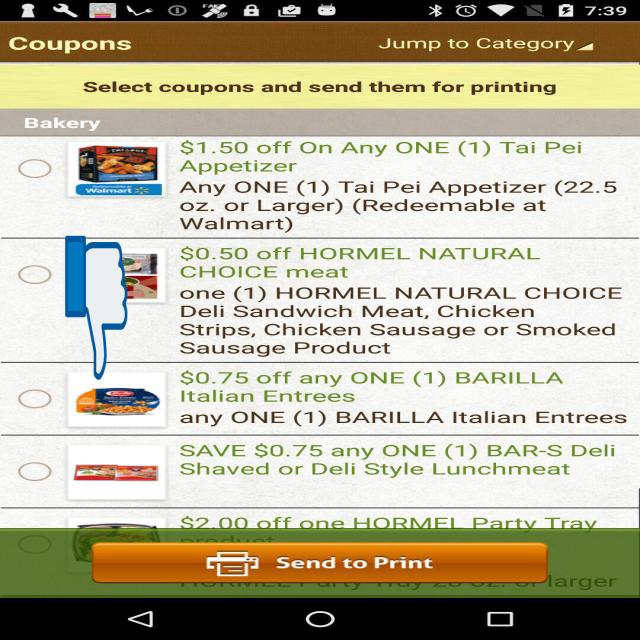 7:39
Coupons
Jump to Category
Select coupons and send them for printing
Bakery
$1.50 off On Any ONE (1) Tai Pei
Appetizer
Any ONE (1) Tai Pei Appetizer (22.5
oz. or Larger) (Redeemable at
Walmart)
TAI PEI
Walmart
$0.50 off HORMEL NATURAL
CHOICE meat
one (1) HORMEL NATURAL CHOICE
Deli Sandwich Meat, Chicken
Strips, Chicken Sausage or Smoked
Sausage Product
$0.75 off any ONE (1) BARILLA
Italian Entrees
any ONE (1) BARILLA Italian Entrees
SAVE $0.75 any ONE (1) BAR-S Deli
Shaved or Deli Style Lunchmeat
$2.00 off one HORMEL Party Tray
product
Send to Print
HORMEL Party Tray 28 oz. or larger